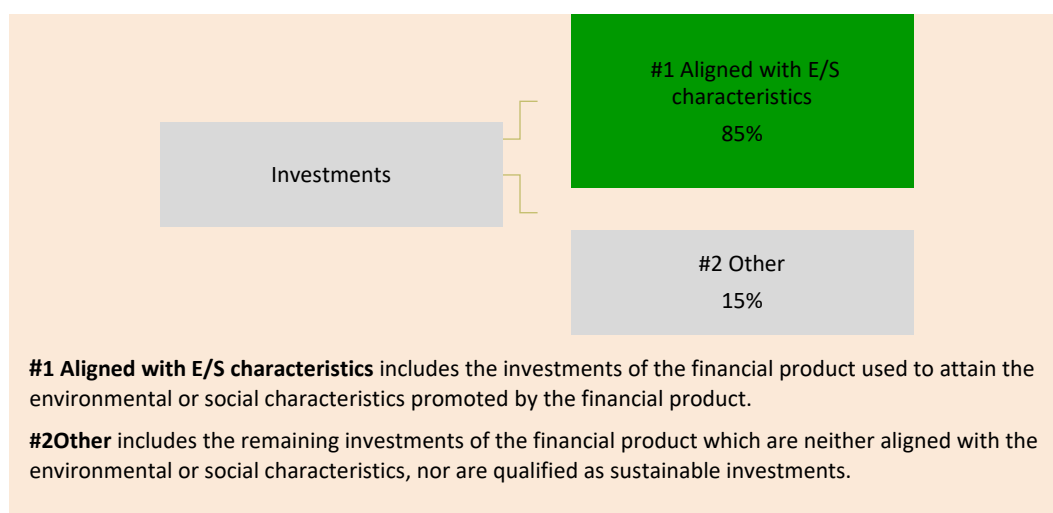 #1 Aligned with E/S
characteristics
85%
Investments
#2 Other
15%
#1 Aligned with E/S characteristics includes the investments of the financial product used to attain the
environmental or social characteristics promoted by the financial product.
#2Other includes the remaining investments of the financial product which are neither aligned with the
environmental or social characteristics, nor are qualified as sustainable investments.